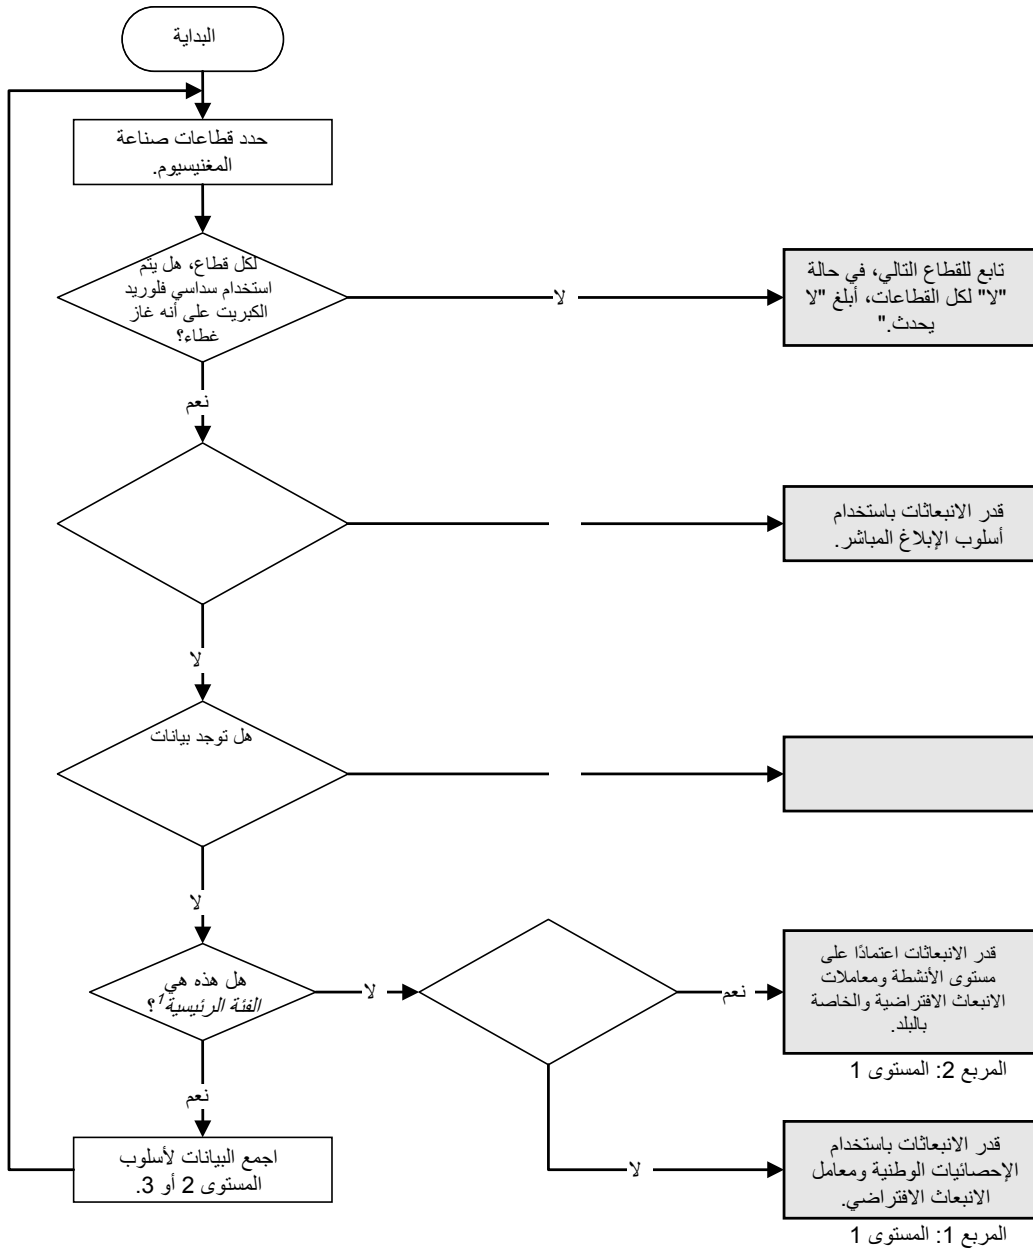 البداية
حدد قطاعات صناعة
المغنيسيوم.
لكل قطاع، هل يتم
استخدام سداسي فلوريد
الكبريت على أنه غاز
غطاء؟
لا
تابع للقطاع التالي، في حالة
"لا" لكل القطاعات، أبلغ "لا
يحدث."
نعم
قدر الانبعاثات باستخدام
أسلوب الإبلاغ المباشر.
لا
هل توجد بيانات
لا
هل هذه هي
الفئة الرئيسية1؟
لا
نعم
قدر الانبعاثات اعتمادًا على
مستوى الأنشطة ومعاملات
الانبعاث الافتراضية والخاصة
بالبلد.
المربع 2: المستوى 1
نعم
اجمع البيانات لأسلوب
المستوى 2 أو 3.
لا
قدر الانبعاثات باستخدام
الإحصائيات الوطنية ومعامل
الانبعاث الافتراضي.
المربع 1: المستوى 1